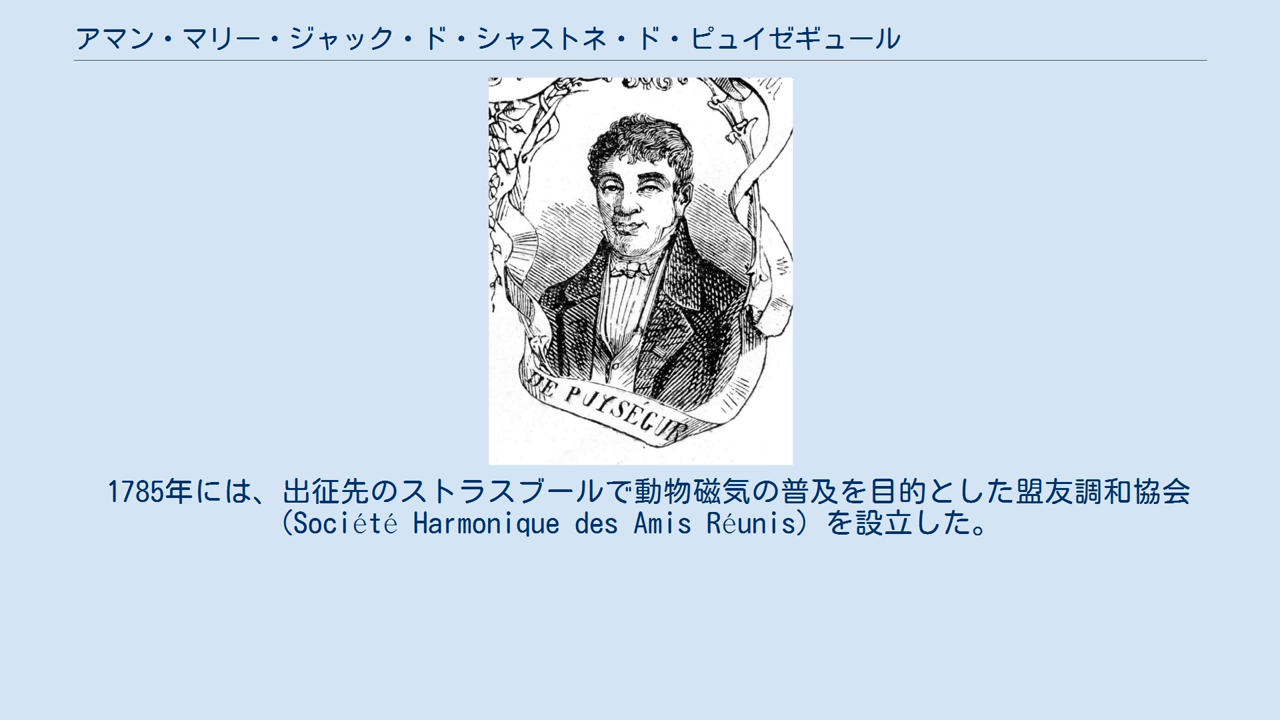 アマン・マリー・ジャック・ド・シャストネ・ド・ピュイゼギュール
DE PUYSÉGUR
1785年には、出征先のストラスブールで動物磁気の普及を目的とした盟友調和協会
(Société Harmonique des Amis Réunis) を設立した。